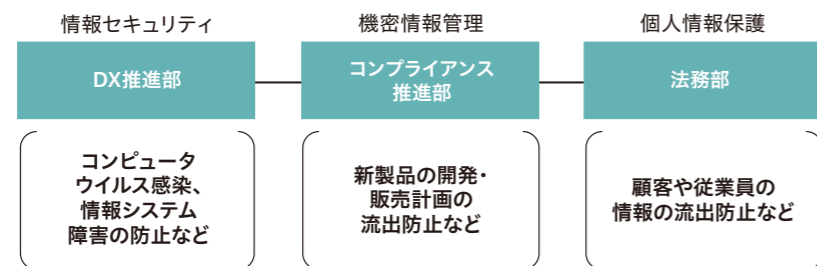 情報セキュリティ
機密情報管理
個人情報保護
DX推進部
コンプライアンス
推進部
法務部
コンピュータ
ウイルス感染、
情報システム
障害の防止など
新製品の開発・
販売計画の
流出防止など
顧客や従業員の
情報の流出防止など